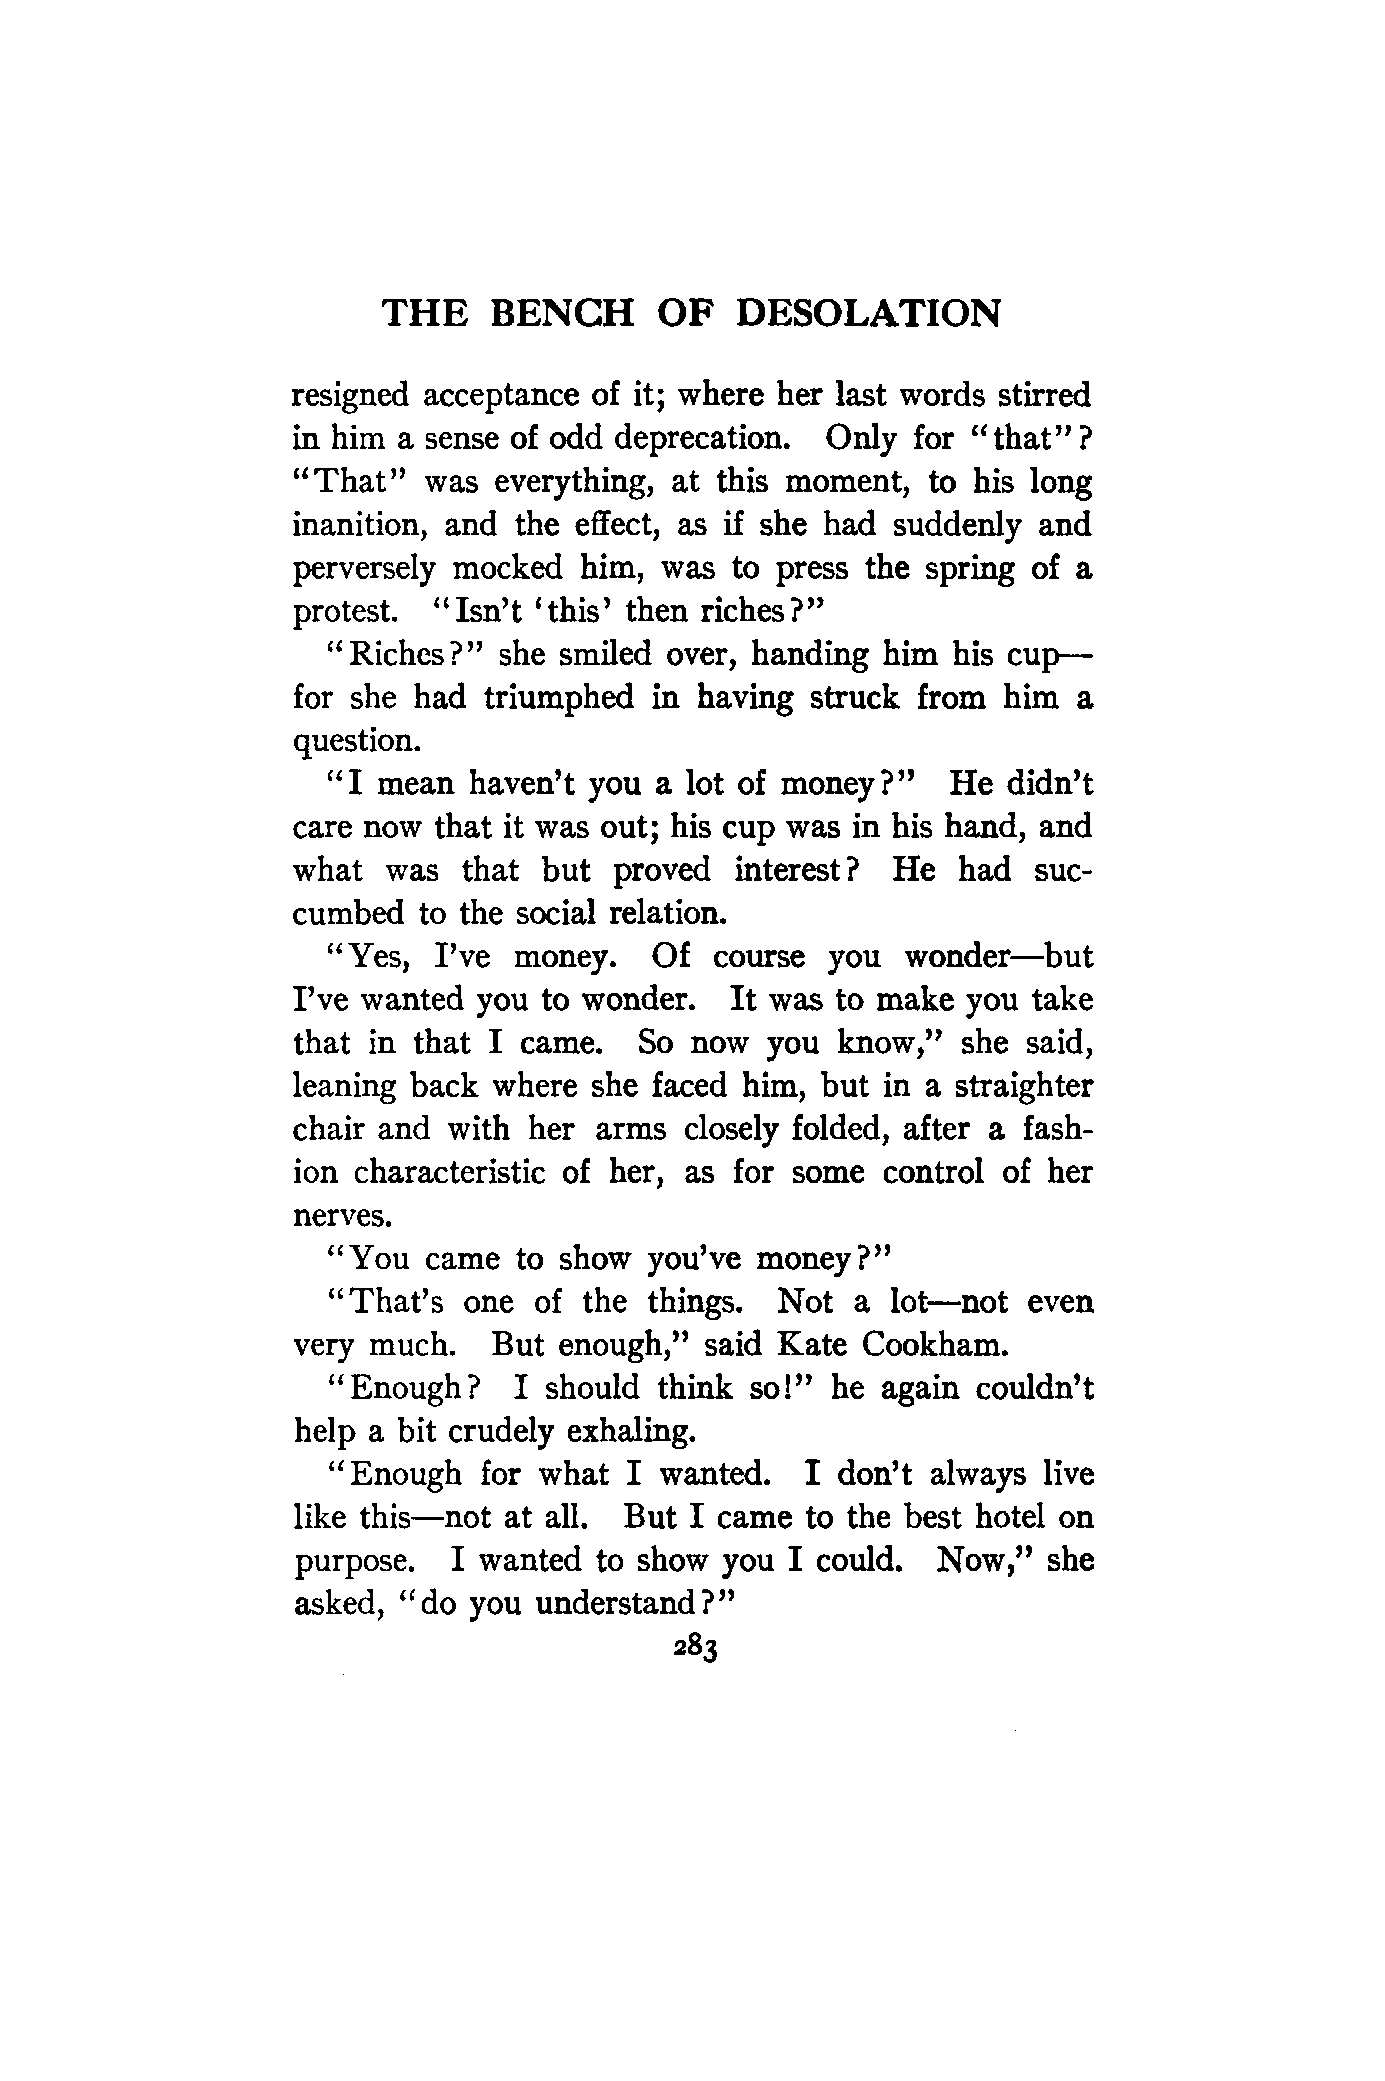 THE BENCH OF DESOLATION
resigned acceptance of it; where her last words stirred
in him a sense of odd deprecation. Only for “that”?
“That” was everything, at this moment, to his long
inanition, and the effect, as if she had suddenly and
perversely mocked him, was to press the spring of a
protest. “Isn’t ‘this’ then riches?”
“Riches?” she smiled over, handing him his cup—
for she had triumphed in having struck from him a
question.
“I mean haven’t you a lot of money?” He didn’t
care now that it was out; his cup was in his hand, and
what was that but proved interest? He had suc-
cumbed to the social relation.
“Yes, I’ve money. Of course you wonder—but
I’ve wanted you to wonder. It was to make you take
that in that I came. So now you know,” she said,
leaning back where she faced him, but in a straighter
chair and with her arms closely folded, after a fash-
ion characteristic of her, as for some control of her
nerves.
“You came to show you’ve money?”
“That’s one of the things. Not a lot—not even
very much. But enough,” said Kate Cookham.
“Enough? I should think so!” he again couldn’t
help a bit crudely exhaling.
“Enough for what I wanted. I don’t always live
like this—not at all. But I came to the best hotel on
purpose. I wanted to show you I could. Now,” she
asked, “do you understand?”
283